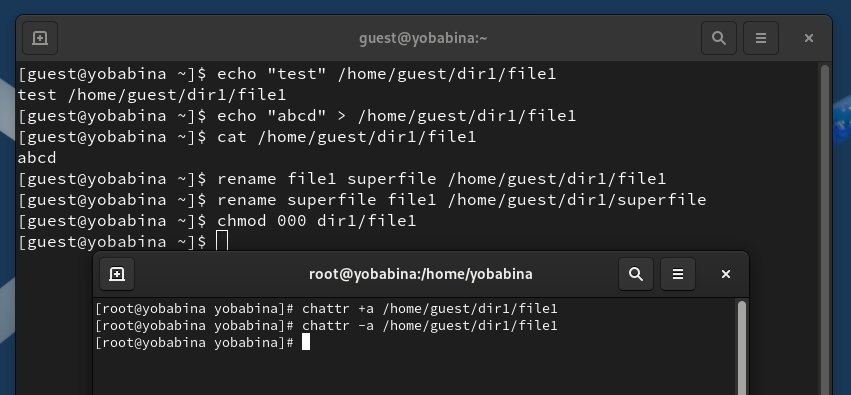 guest@yobabina:~
[guest@yobabina ~]$ echo "test" /home/guest/dir1/file1
test /home/guest/dir1/file1
[guest@yobabina ~]$ echo "abcd" > /home/guest/dir1/file1
[guest@yobabina ~]$ cat /home/guest/dir1/file1
abcd
[guest@yobabina ~]$ rename file1 superfile /home/guest/dir1/file1
[guest@yobabina ~]$ rename superfile file1 /home/guest/dir1/superfile
[guest@yobabina ~]$ chmod 000 dir1/file1
[guest@yobabina ~]$
root@yobabina:/home/yobabina
[root@yobabina yobabina]# chattr +a /home/guest/dir1/file1
[root@yobabina yobabina]# chattr -a /home/guest/dir1/file1
[root@yobabina yobabina]#